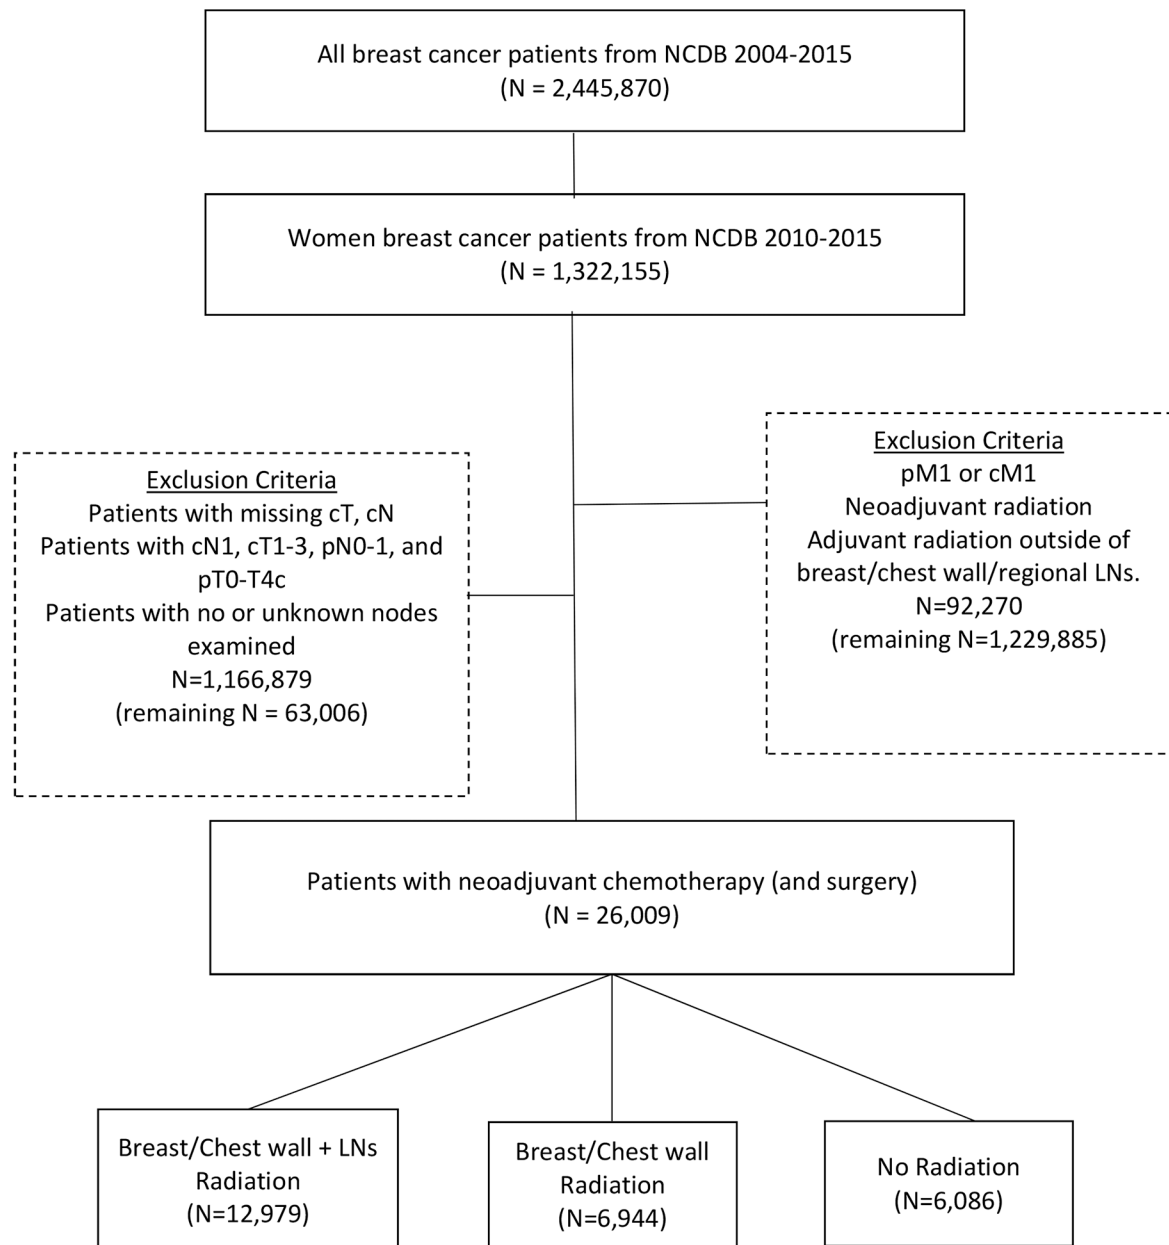 All breast cancer patients from NCDB 2004-2015
(N = 2,445,870)
Women breast cancer patients from NCDB 2010-2015
(N = 1,322,155)
Exclusion Criteria
pM1 or cM1
Neoadjuvant radiation
Adjuvant radiation outside of
breast/chest wall/regional LNs.
N=92,270
(remaining N=1,229,885)
Exclusion Criteria
Patients with missing cT, cN
Patients with cN1, cT1-3, pN0-1, and
pT0-T4c
Patients with no or unknown nodes
examined
N=1,166,879
(remaining N = 63,006)
Patients with neoadjuvant chemotherapy (and surgery)
(N = 26,009)
Breast/Chest wall + LNs
Radiation
(N=12,979)
Breast/Chest wall
Radiation
(N=6,944)
No Radiation
(N=6,086)